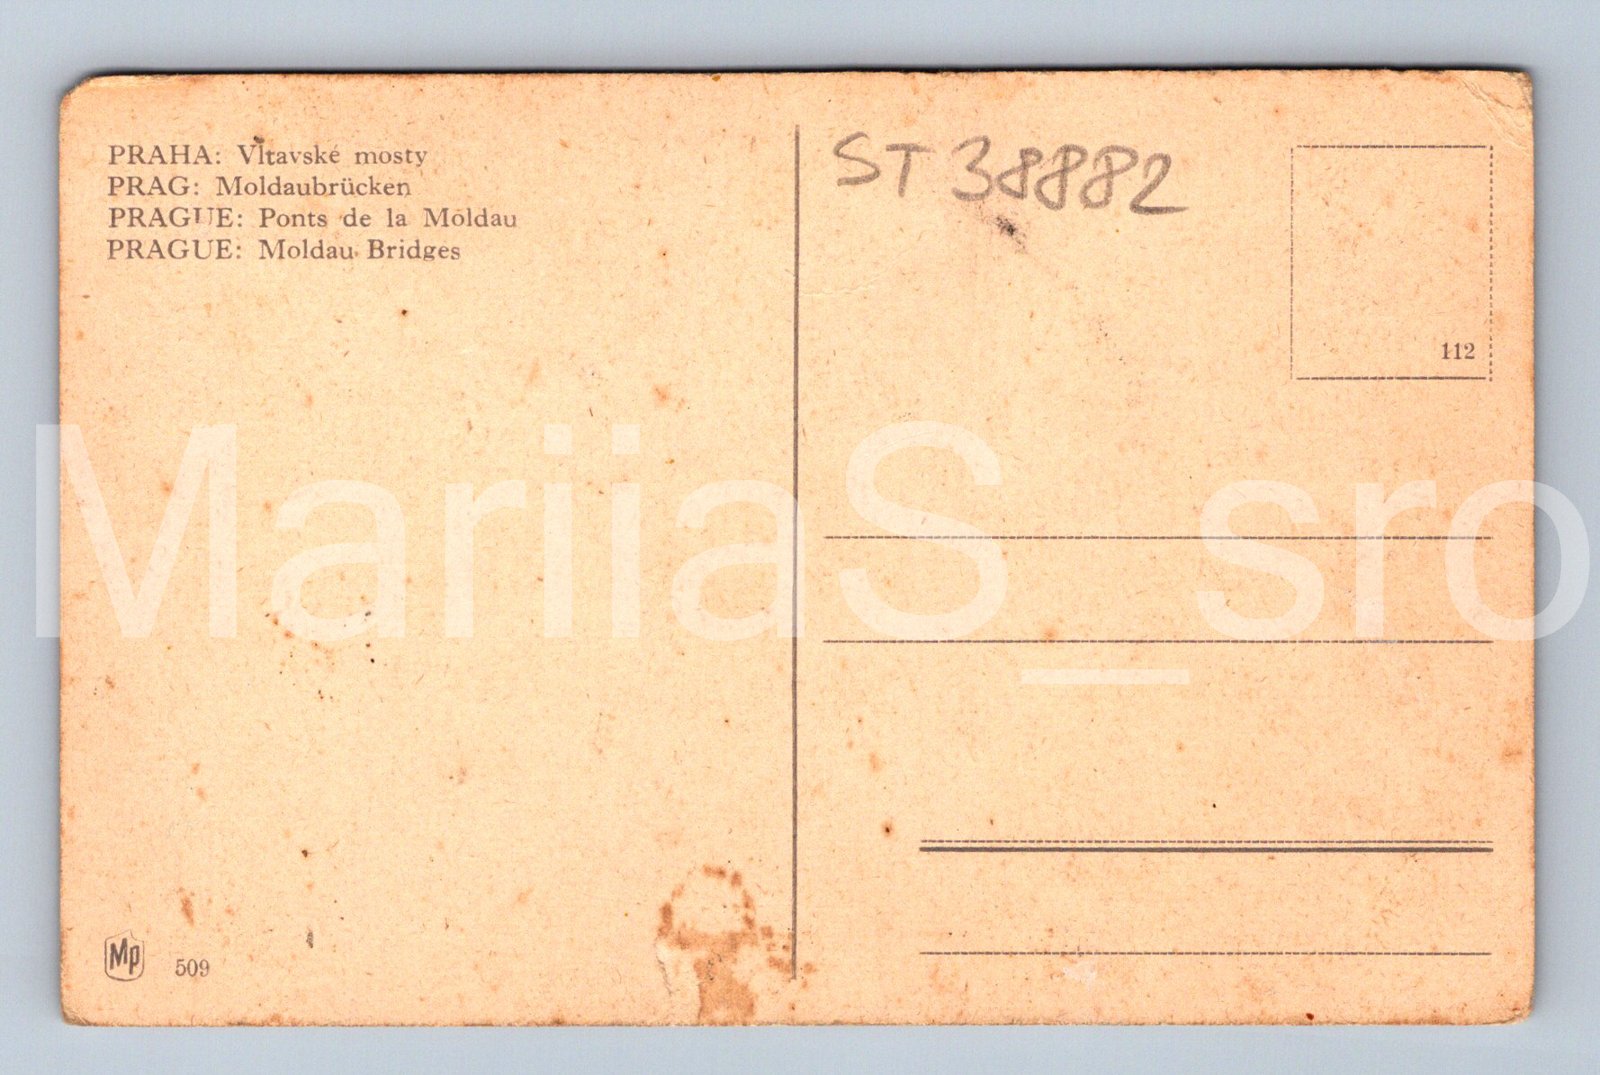 PRAHA: Vltavské mosty
PRAG: Moldaubrücken
PRAGUE: Ponts de la Moldau
PRAGUE: Moldau Bridges
ST 38882
112
MariiaS_sro
Mp 509